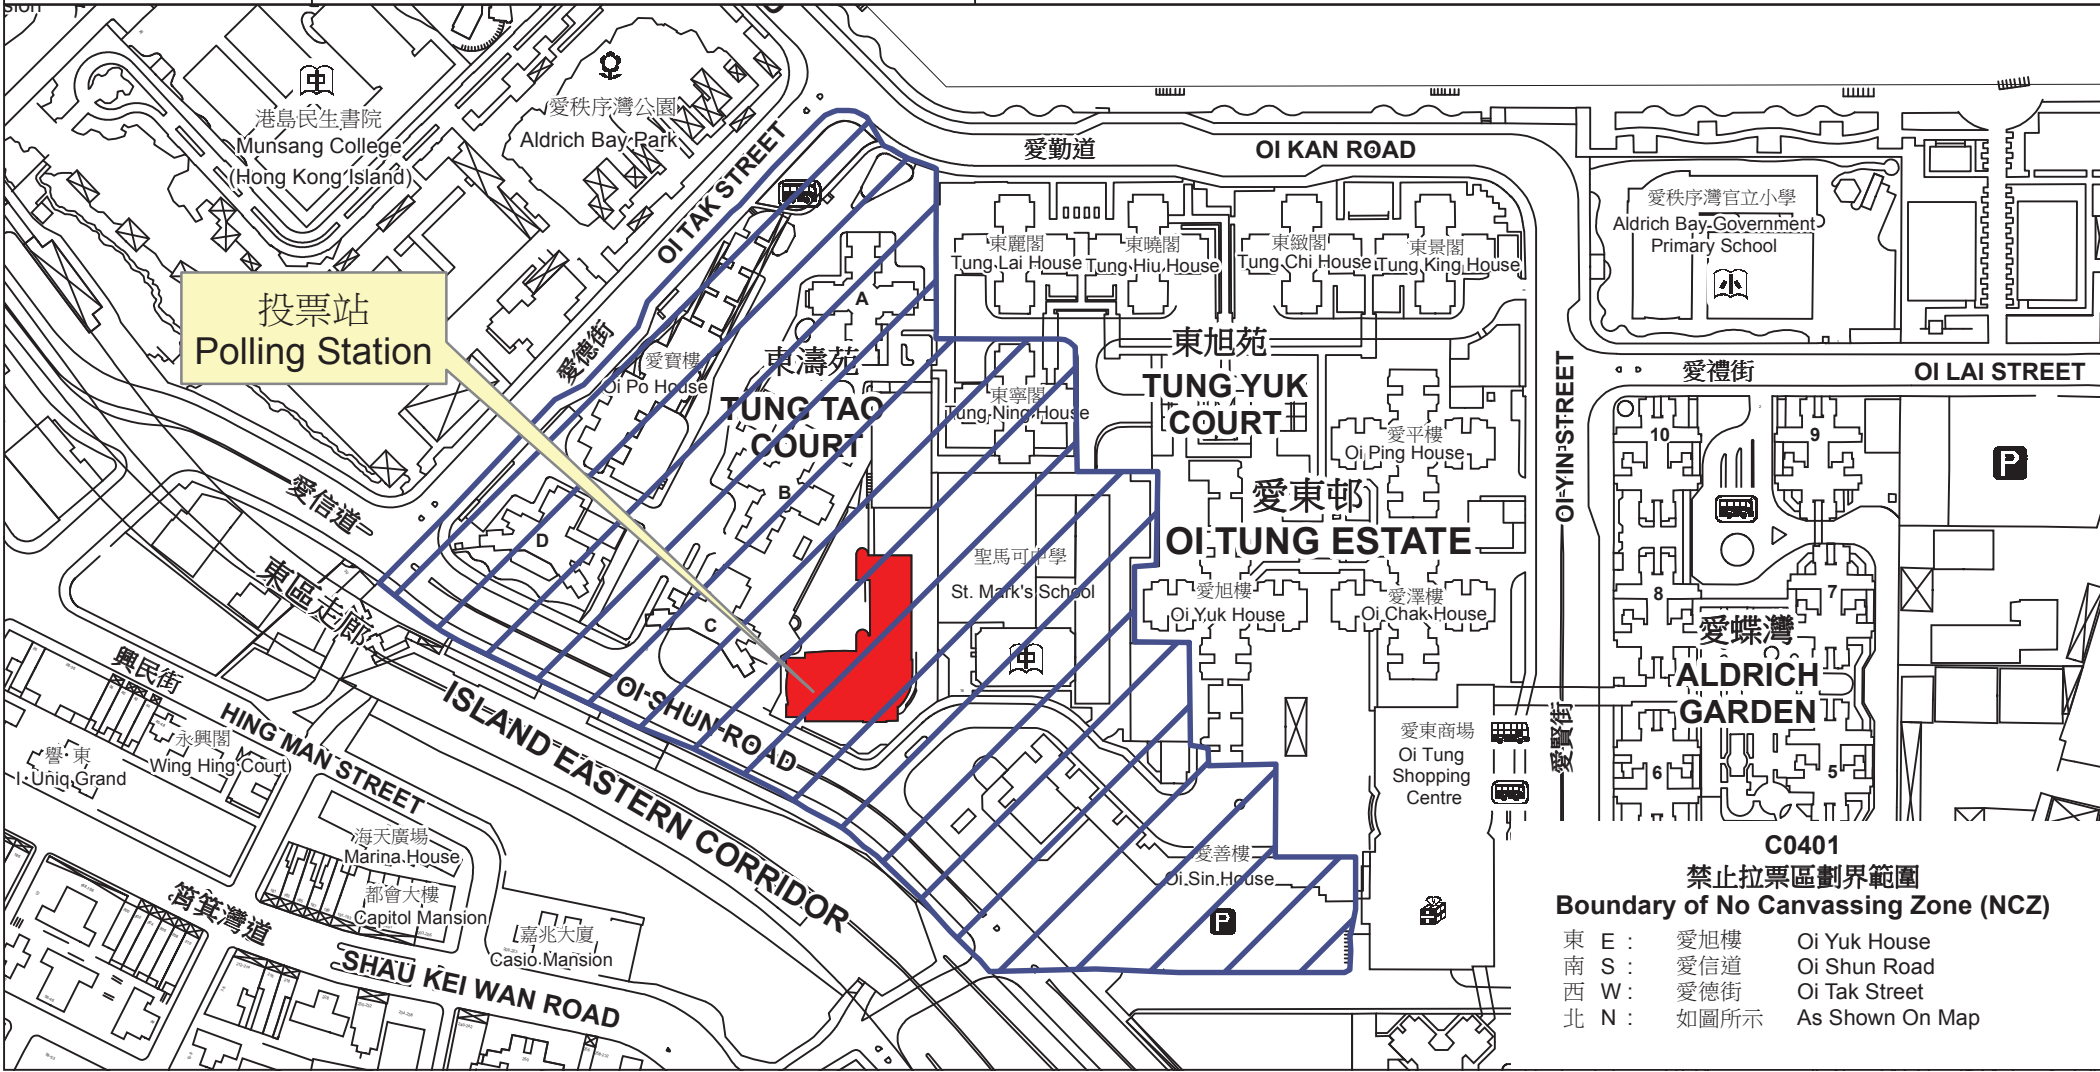 港島民生書院
Munsang College
(Hong Kong Island)
愛秩序灣公園
Aldrich Bay Park
OI TAK STREET
愛德街
愛勤道
OI KAN ROAD
愛秩序灣官立小學
Aldrich Bay Government
Primary School
東麗閣
Tung Lai House
東曉閣
Tung Hiu House
東緻閣
Tung Chi House
東景閣
Tung King House
投票站
Polling Station
A
愛寶樓
Oi Po House
東濤苑
TUNG TAO
COURT
東寧閣
Tung Ning House
東旭苑
TUNG YUK
COURT
愛平樓
Oi Ping House
OI YIN STREET
愛賢街
愛禮街
OI LAI STREET
10
9
P
愛信道
B
D
C
愛東邨
OI TUNG ESTATE
聖馬可中學
St. Mark's School
愛旭樓
Oi Yuk House
愛澤樓
Oi Chak House
8
7
愛蝶灣
ALDRICH
GARDEN
6
5
東區走廊
ISLAND EASTERN CORRIDOR
OI SHUN ROAD
興民街
HING MAN STREET
譽·東
I·Uniq Grand
永興閣
Wing Hing Court
海天廣場
Marina House
都會大樓
Capitol Mansion
嘉兆大廈
Casio Mansion
筲箕灣道
SHAU KEI WAN ROAD
愛東商場
Oi Tung
Shopping
Centre
愛善樓
Oi Sin House
P
中
中
小
C0401
禁止拉票區劃界範圍
Boundary of No Canvassing Zone (NCZ)
東 E : 愛旭樓 Oi Yuk House
南 S : 愛信道 Oi Shun Road
西 W : 愛德街 Oi Tak Street
北 N : 如圖所示 As Shown On Map